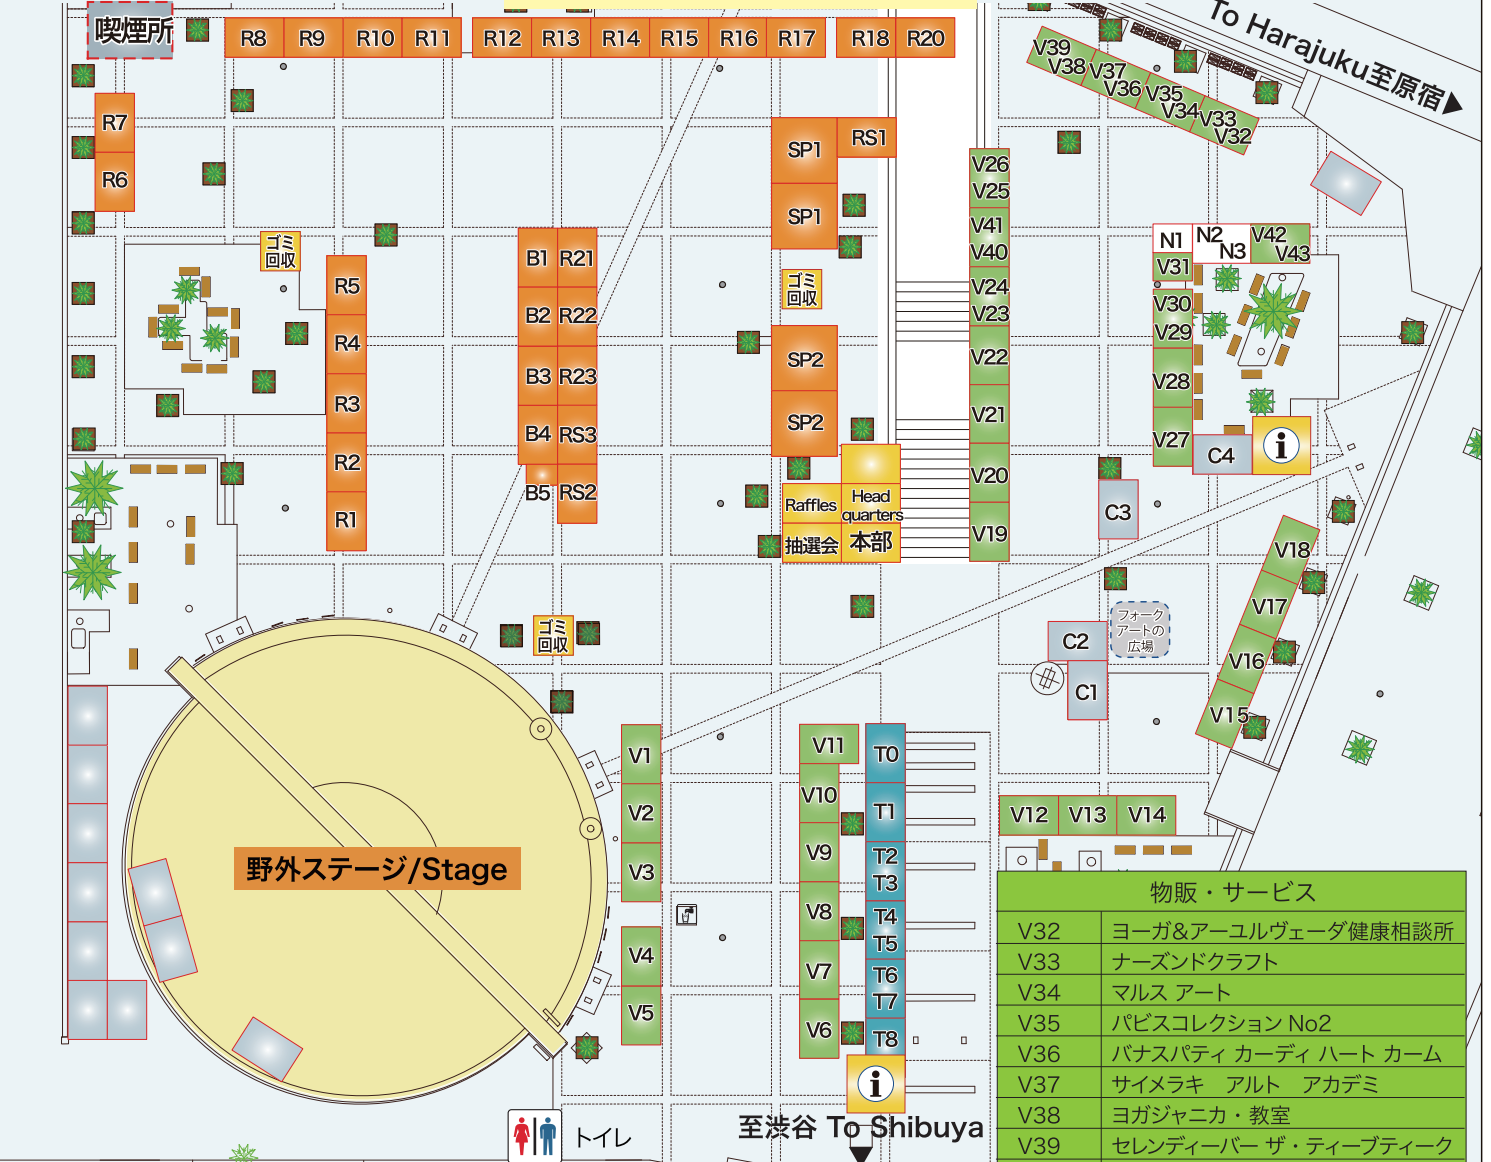 喫煙所
R8 R9 R10 R11 R12 R13 R14 R15 R16 R17 R18 R20
To Harajuku至原宿
V39
V38
V37
V36
V35
V34
V33
V32
R7
R6
SP1
RS1
SP1
V26
V25
V41
V40
V24
V23
V22
V21
V20
V19
N1
N2
N3
V42
V43
V31
V30
V29
V28
V27
C4
i
ゴミ
回収
R5
R4
R3
R2
R1
B1 R21
B2 R22
B3 R23
B4 RS3
B5 RS2
ゴミ
回収
SP2
SP2
Raffles
抽選会
Head
quarters
本部
C3
V18
V17
V16
V15
C2
C1
フォーク
アートの
広場
ゴミ
回収
野外ステージ/Stage
V1
V2
V3
V4
V5
V11
V10
V9
V8
V7
V6
T0
T1
T2
T3
T4
T5
T6
T7
T8
i
V12 V13 V14
トイレ
至渋谷 To Shibuya
物販・サービス
V32 ヨーガ&アーユルヴェーダ健康相談所
V33 ナーズンドクラフト
V34 マルス アート
V35 パビスコレクション No2
V36 バナスパティ カーディ ハート カーム
V37 サイメラキ　アルト　アカデミ
V38 ヨガジャニカ・教室
V39 セレンディーバー ザ・ティーブティーク